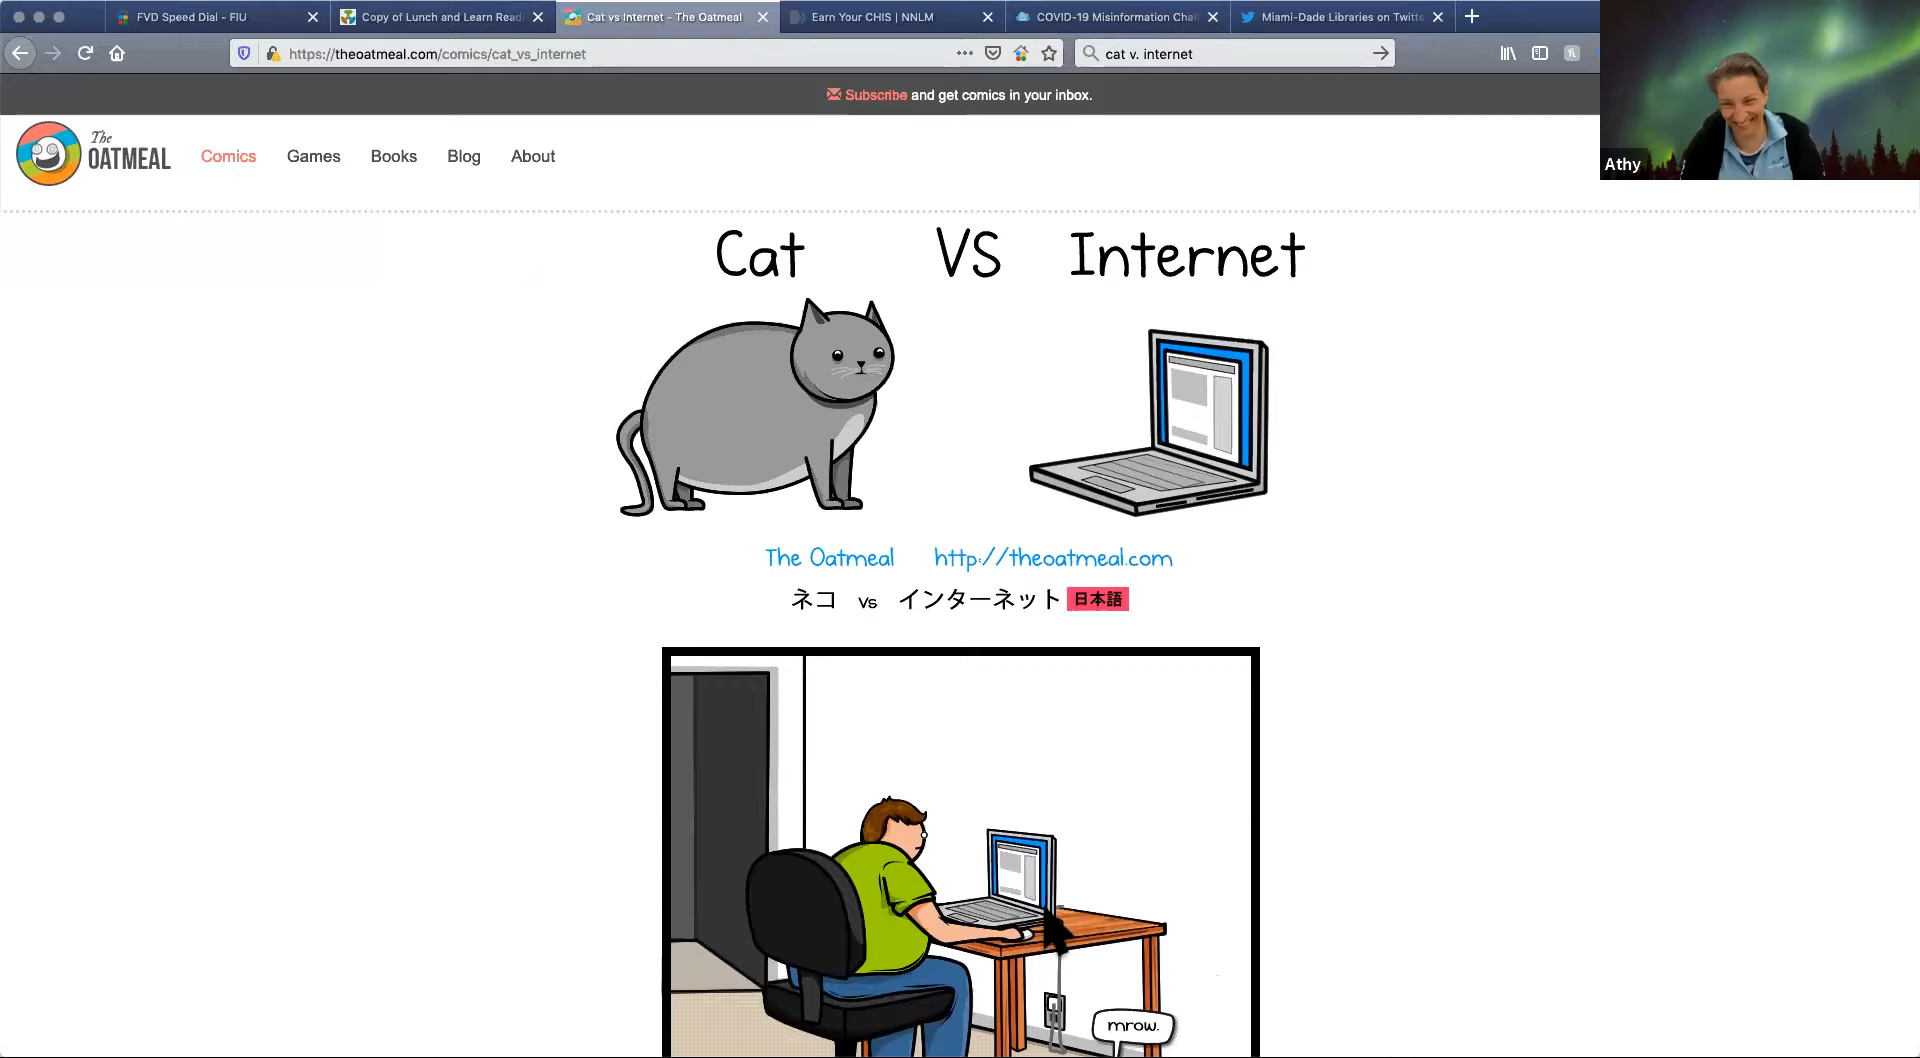 FVD Speed Dial - FIU
Copy of Lunch and Learn Readi
Cat vs Internet - The Oatmeal
Earn Your CHIS | NNLM
COVID-19 Misinformation Chal
Miami-Dade Libraries on Twitte
https://theoatmeal.com/comics/cat_vs_internet
cat v. internet
Subscribe and get comics in your inbox.
The OATMEAL
Comics Games Books Blog About
Athy
Cat VS Internet
The Oatmeal http://theoatmeal.com
ネコ vs インターネット 日本語
mrow.